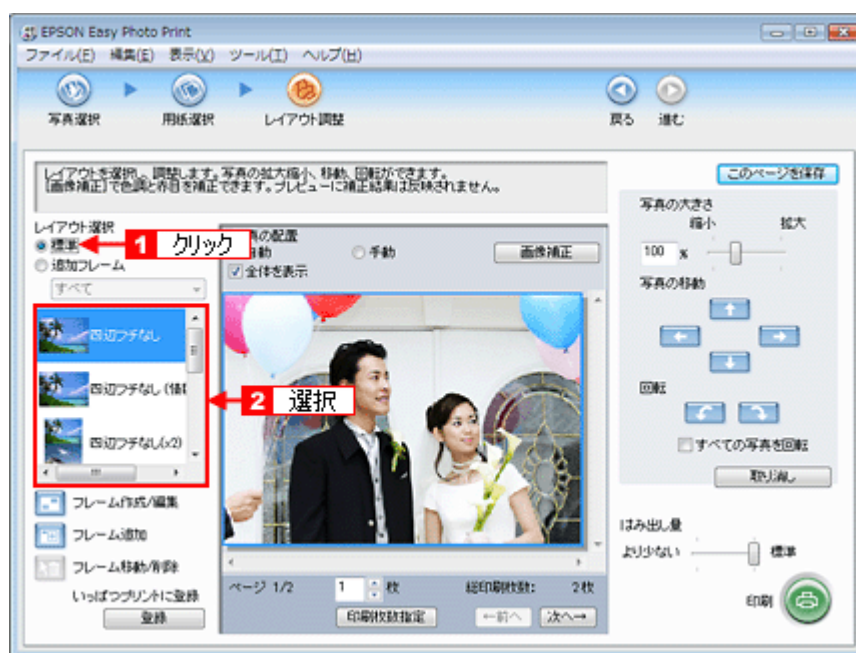 EPSON Easy Photo Print
ファイル(F) 編集(E) 表示(V) ツール(T) ヘルプ(H)
写真選択 用紙選択 レイアウト調整 戻る 進む
レイアウトを選択し、調整します。写真の拡大縮小、移動、回転ができます。
[画像補正]で色調と赤目を補正できます。プレビューに補正結果は反映されません。
このページを保存
レイアウト選択
標準
1 クリック
追加フレーム
すべて
四辺フチなし
四辺フチなし (情報
四辺フチなし(x2)
2 選択
フレーム作成/編集
フレーム追加
フレーム移動/削除
いっぱつプリントに登録
登録
真の配置
自動 手動 画像補正
全体を表示
ページ 1/2 1 枚 総印刷枚数: 2枚
印刷枚数指定 ←前へ 次へ→
写真の大きさ
縮小 拡大
100 %
写真の移動
回転
すべての写真を回転
取り消し
はみ出し量
より少ない 標準
印刷